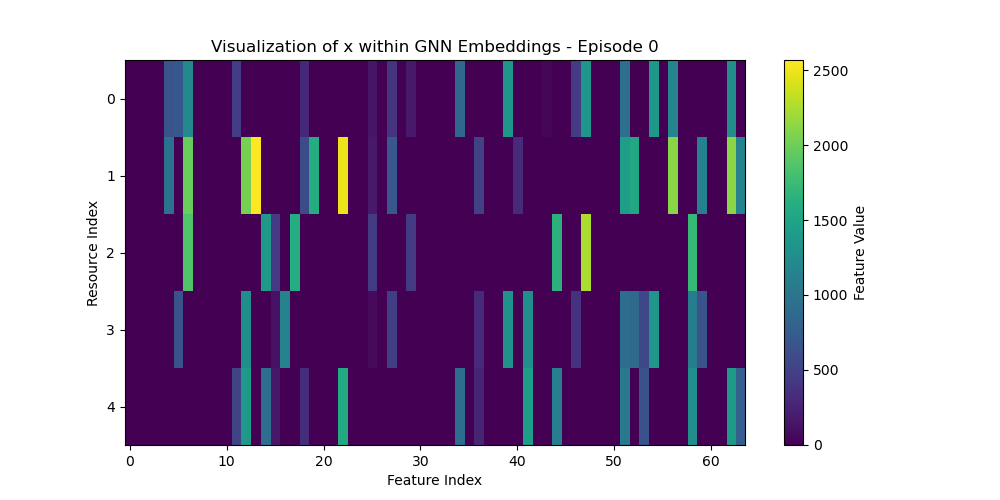 Visualization of x within GNN Embeddings - Episode 0
Resource Index
0
1
2
3
4
0 10 20 30 40 50 60
Feature Index
2500
2000
1500
1000
500
0
Feature Value